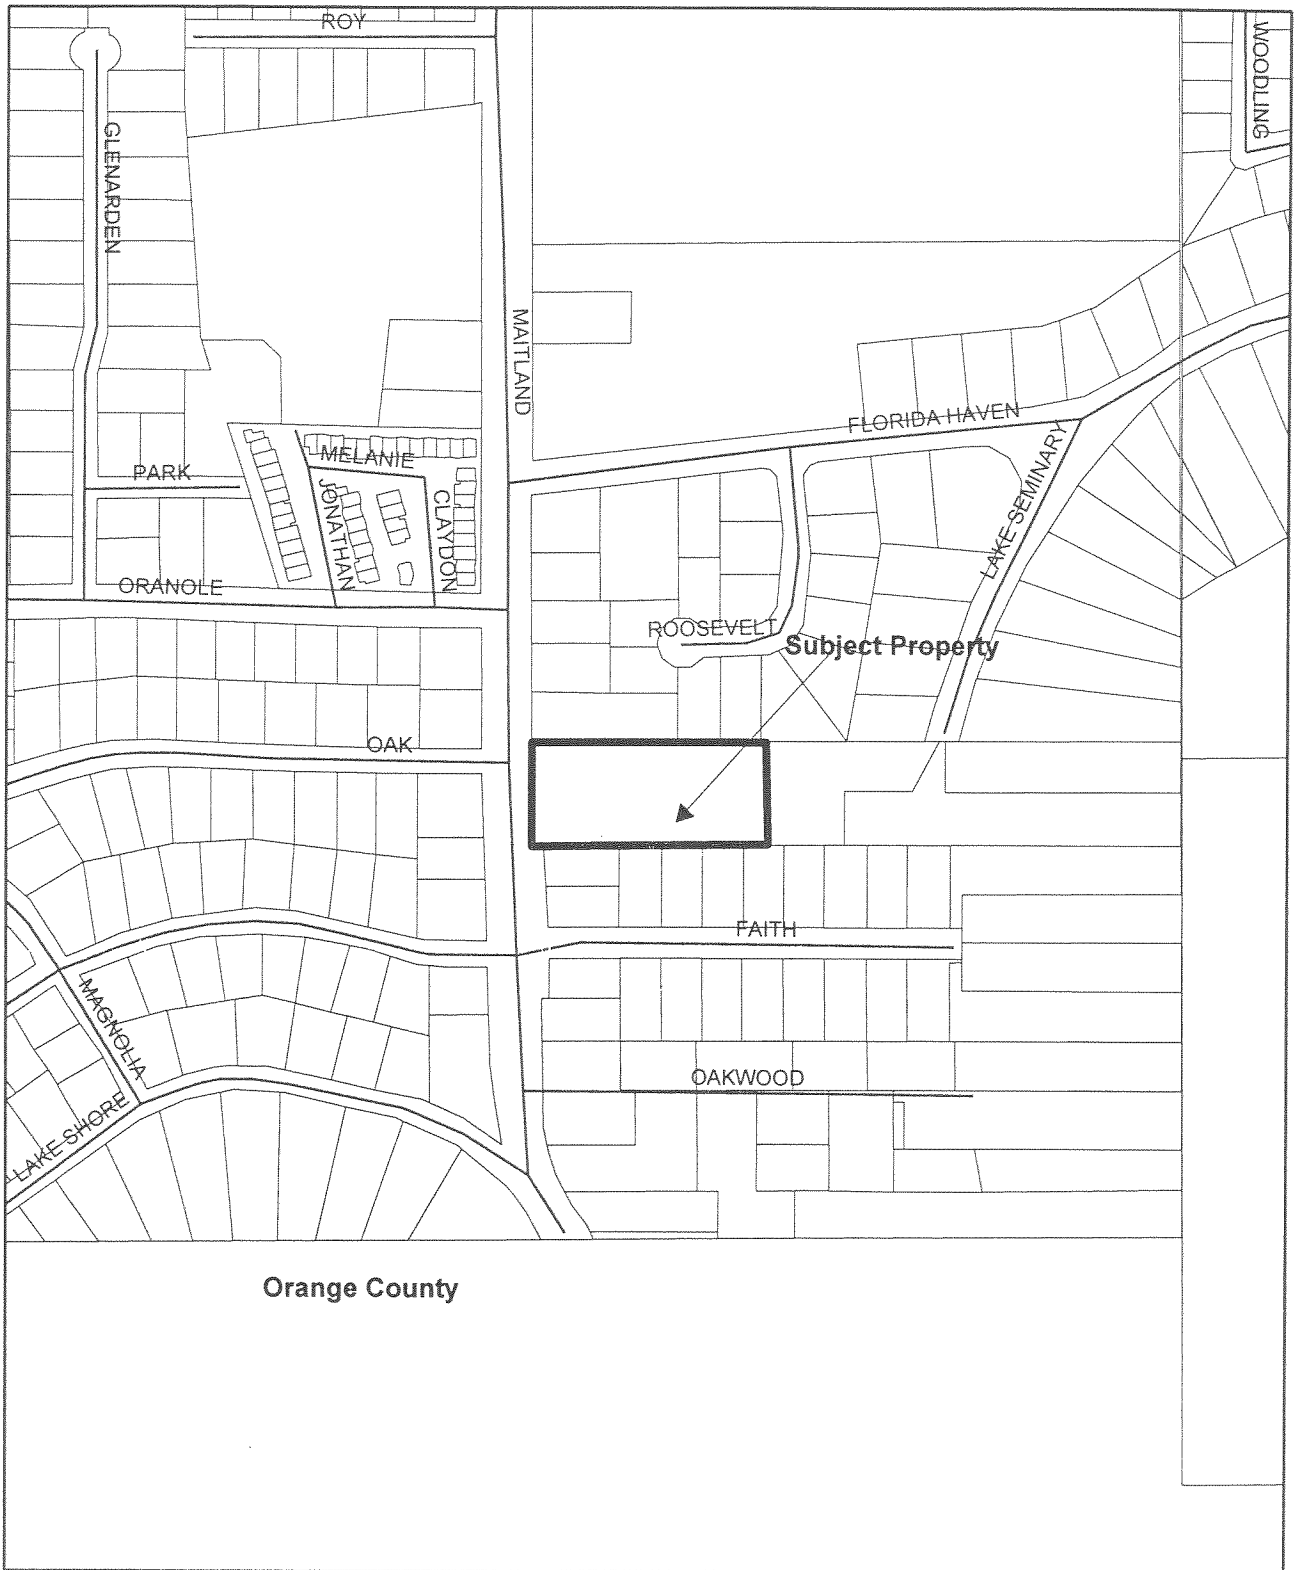 ROY
WOODLING
GLENARDEN
MAITLAND
FLORIDA HAVEN
LAKE SEMINARY
MELANIE
PARK
JONATHAN
CLAYDON
ORANOLE
ROOSEVELT
Subject Property
OAK
FAITH
MAGNOLIA
OAKWOOD
LAKE SHORE
Orange County